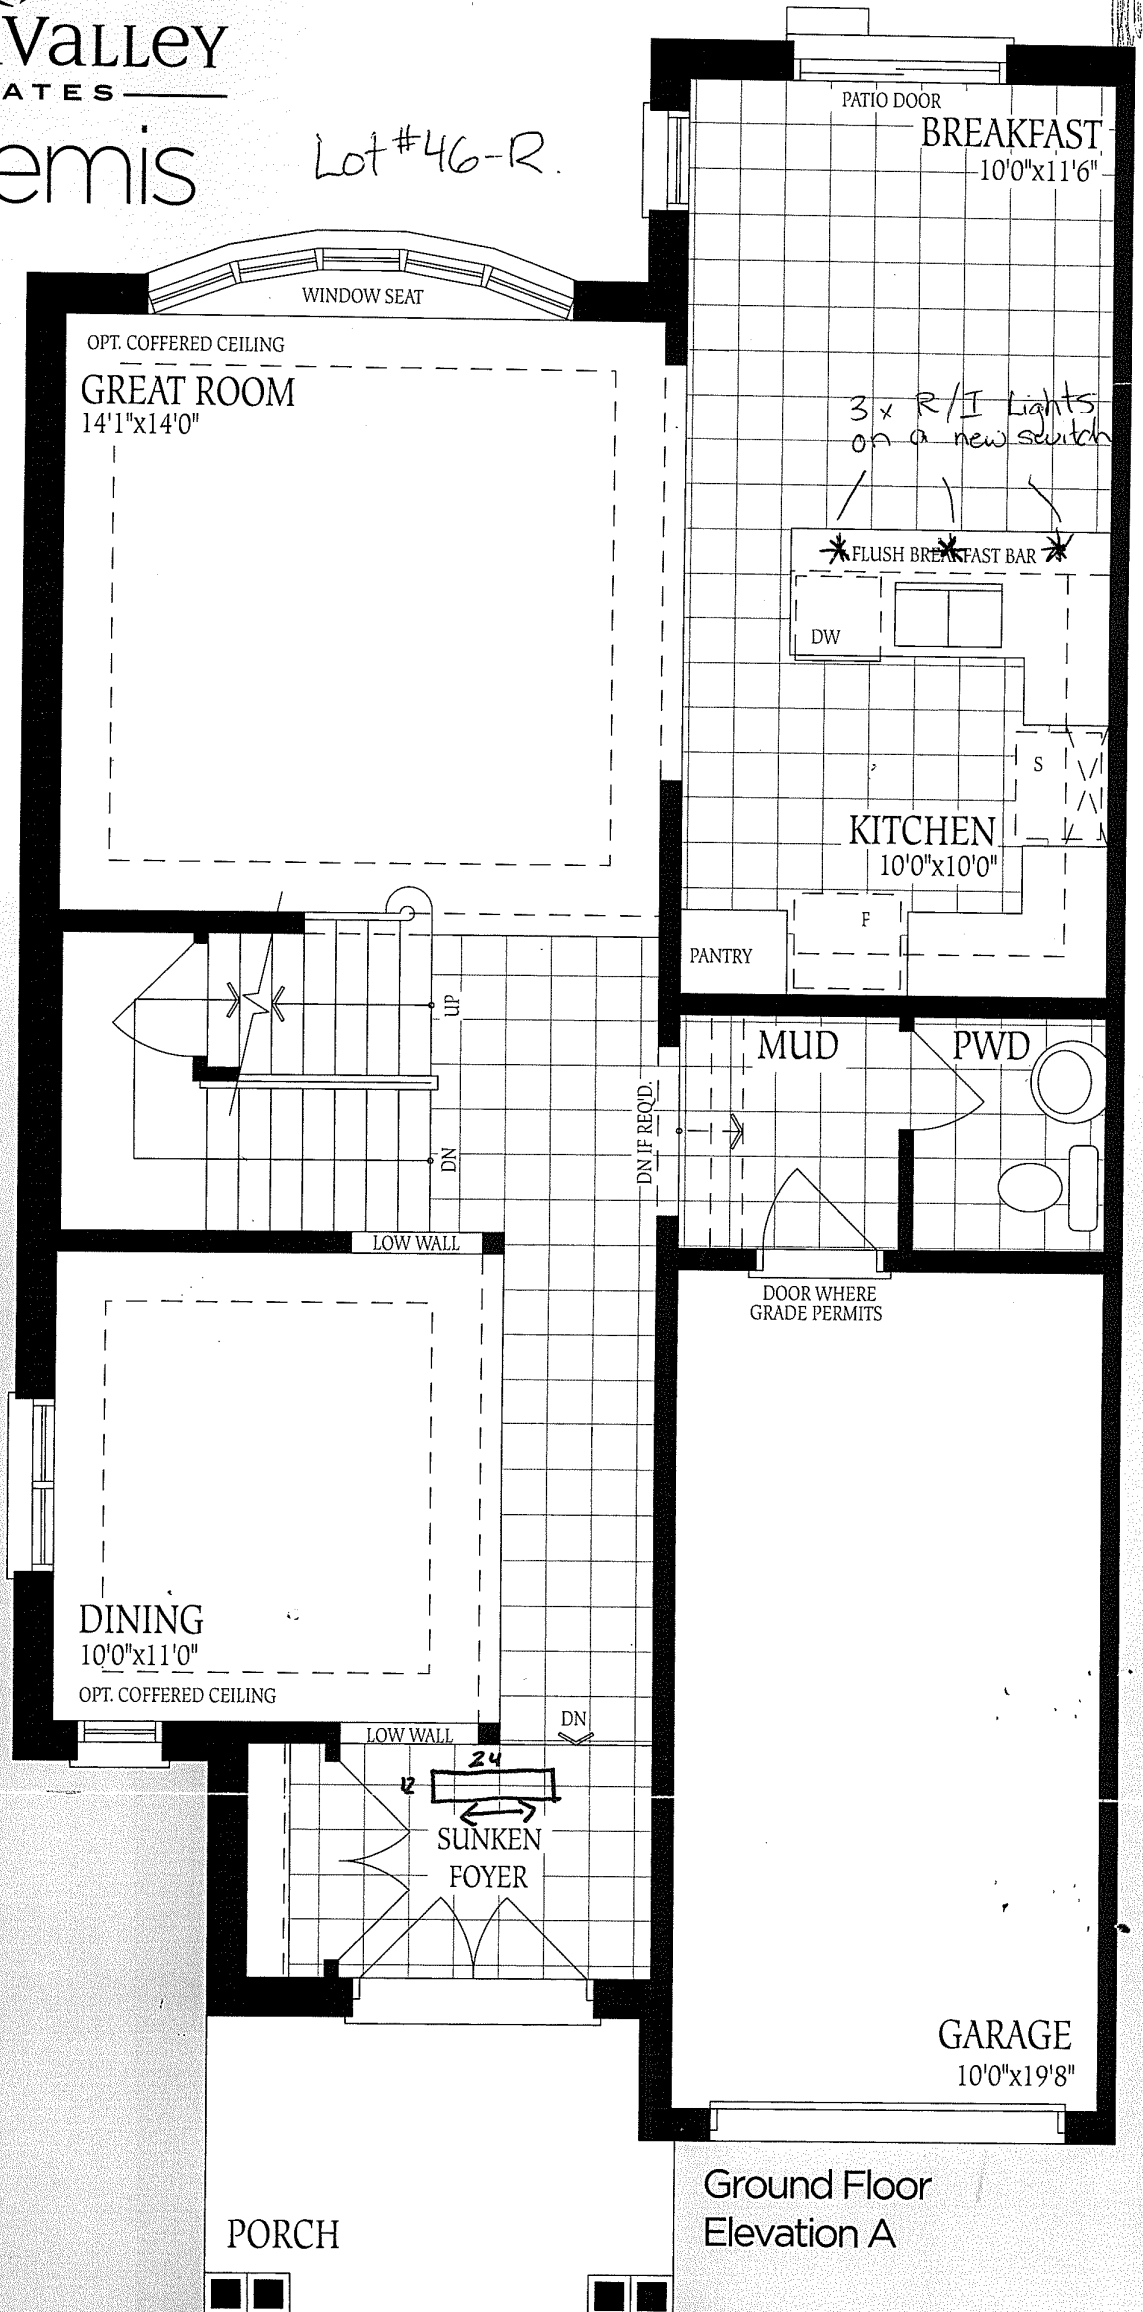 VaLLeY
ATES
emis
Lot #46-R.
PATIO DOOR
BREAKFAST
10'0"x11'6"
WINDOW SEAT
OPT. COFFERED CEILING
GREAT ROOM
14'1"x14'0"
3x R/I Lights
on a new switch
FLUSH BREAKFAST BAR
DW
S
KITCHEN
10'0"x10'0"
F
PANTRY
UP
MUD
PWD
DN
DN IF REQ'D.
LOW WALL
DOOR WHERE
GRADE PERMITS
DINING
10'0"x11'0"
OPT. COFFERED CEILING
LOW WALL
DN
24
12
SUNKEN
FOYER
GARAGE
10'0"x19'8"
Ground Floor
Elevation A
PORCH